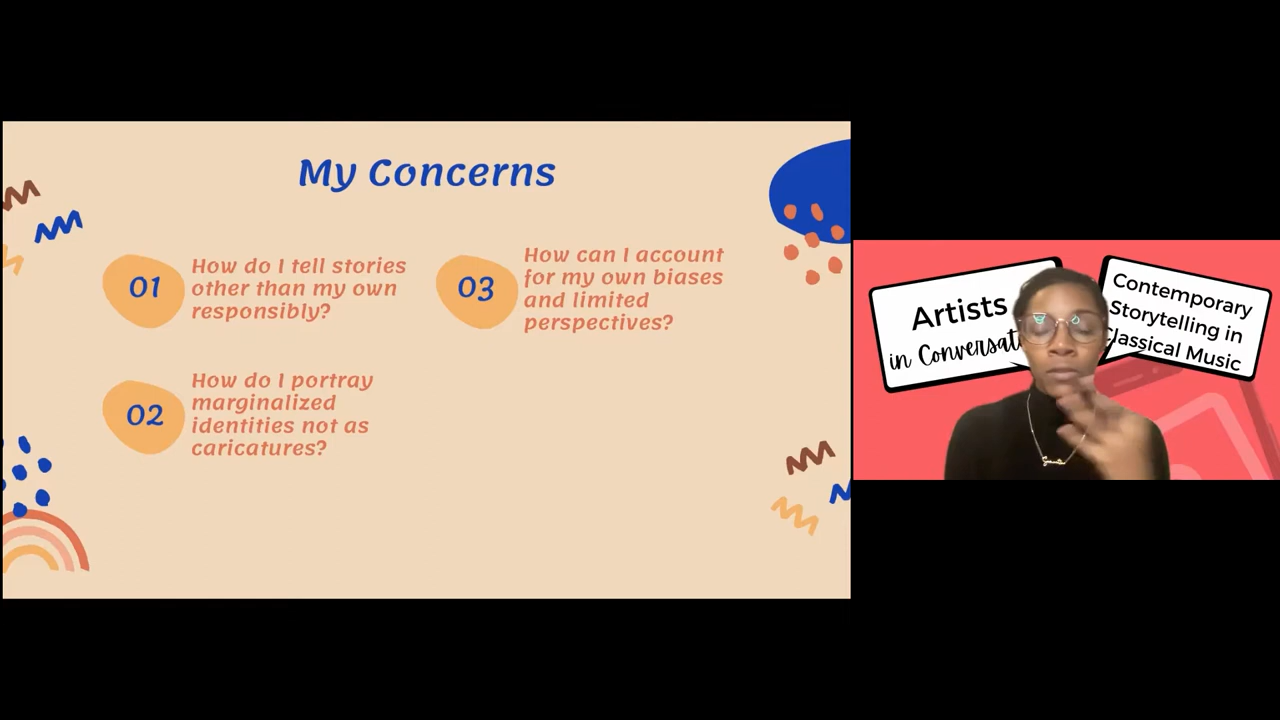 My Concerns
01
How do I tell stories
other than my own
responsibly?
02
How do I portray
marginalized
identities not as
caricatures?
03
How can I account
for my own biases
and limited
perspectives?
Artists
in
Contemporary
Storytelling in
Classical Music